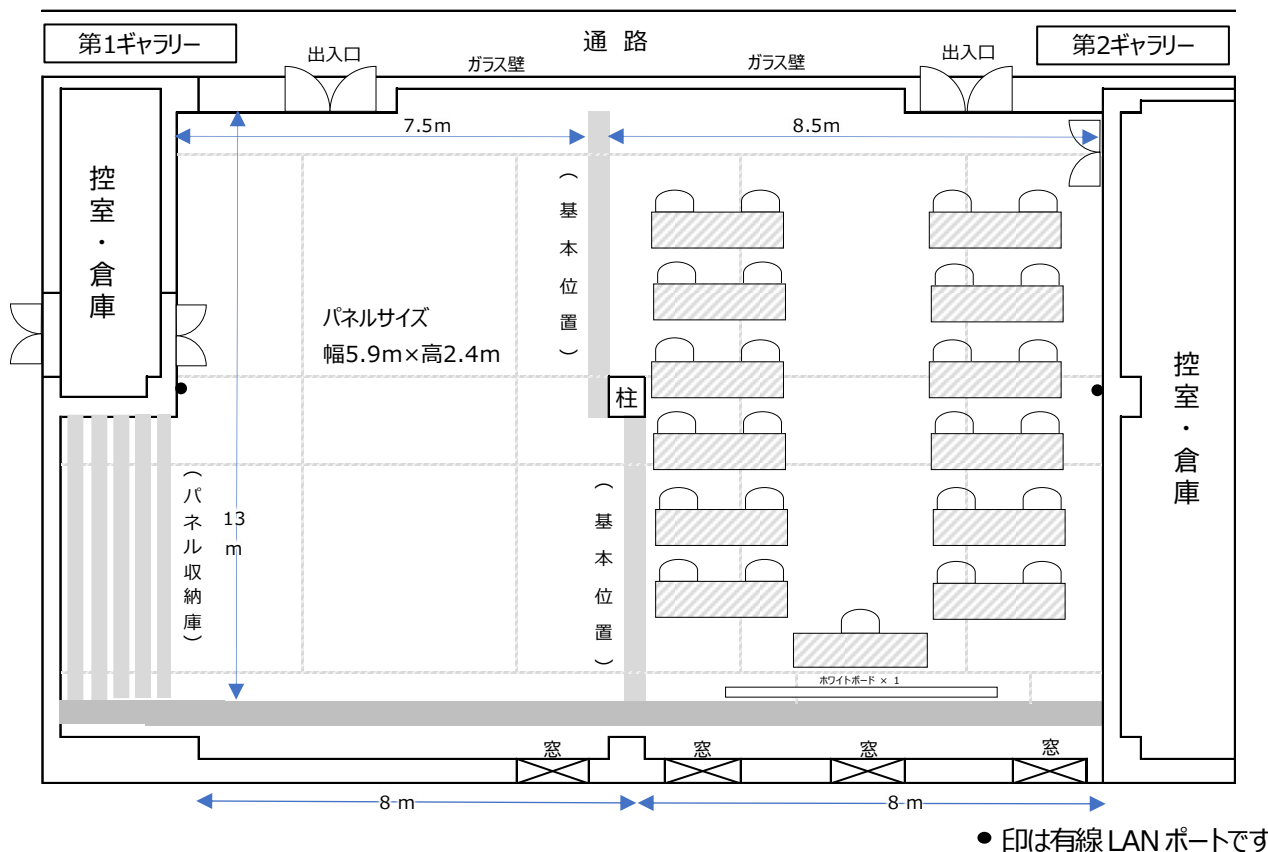 第1ギャラリー
通 路
第2ギャラリー
出入口
ガラス壁
ガラス壁
出入口
7.5m
8.5m
控室・倉庫
（基本位置）
パネルサイズ
幅5.9m×高2.4m
柱
控室・倉庫
（パネル収納庫）
13
m
（基本位置）
ホワイトボード × 1
窓
窓
窓
窓
8 m
8 m
● 印は有線 LAN ポートです